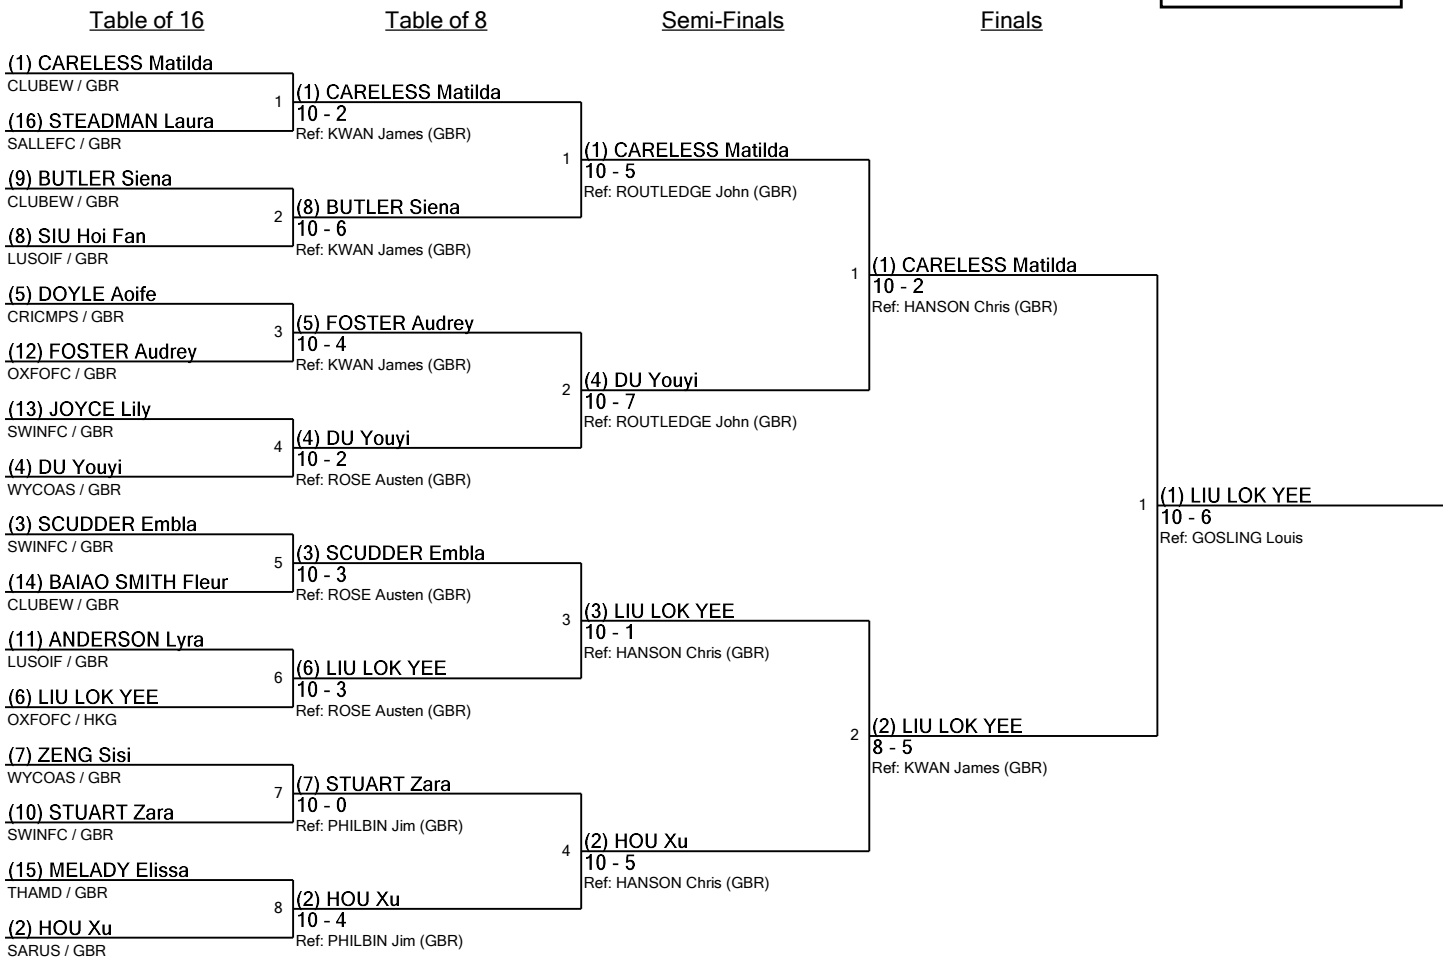 Table of 16
Table of 8
Semi-Finals
Finals
(1) CARELESS Matilda
CLUBEW / GBR
1
(16) STEADMAN Laura
SALLEFC / GBR
(9) BUTLER Siena
CLUBEW / GBR
2
(8) SIU Hoi Fan
LUSOIF / GBR
(5) DOYLE Aoife
CRICMPS / GBR
3
(12) FOSTER Audrey
OXFOFC / GBR
(13) JOYCE Lily
SWINFC / GBR
4
(4) DU Youyi
WYCOAS / GBR
(3) SCUDDER Embla
SWINFC / GBR
5
(14) BAIAO SMITH Fleur
CLUBEW / GBR
(11) ANDERSON Lyra
LUSOIF / GBR
6
(6) LIU LOK YEE
OXFOFC / HKG
(7) ZENG Sisi
WYCOAS / GBR
7
(10) STUART Zara
SWINFC / GBR
(15) MELADY Elissa
THAMD / GBR
8
(2) HOU Xu
SARUS / GBR
(1) CARELESS Matilda
10 - 2
Ref: KWAN James (GBR)
1
(8) BUTLER Siena
10 - 6
Ref: KWAN James (GBR)
(5) FOSTER Audrey
10 - 4
Ref: KWAN James (GBR)
2
(4) DU Youyi
10 - 2
Ref: ROSE Austen (GBR)
(3) SCUDDER Embla
10 - 3
Ref: ROSE Austen (GBR)
3
(6) LIU LOK YEE
10 - 3
Ref: ROSE Austen (GBR)
(7) STUART Zara
10 - 0
Ref: PHILBIN Jim (GBR)
4
(2) HOU Xu
10 - 4
Ref: PHILBIN Jim (GBR)
(1) CARELESS Matilda
10 - 5
Ref: ROUTLEDGE John (GBR)
1
(4) DU Youyi
10 - 7
Ref: ROUTLEDGE John (GBR)
(3) LIU LOK YEE
10 - 1
Ref: HANSON Chris (GBR)
2
(2) HOU Xu
10 - 5
Ref: HANSON Chris (GBR)
(1) CARELESS Matilda
10 - 2
Ref: HANSON Chris (GBR)
1
(2) LIU LOK YEE
8 - 5
Ref: KWAN James (GBR)
(1) LIU LOK YEE
10 - 6
Ref: GOSLING Louis